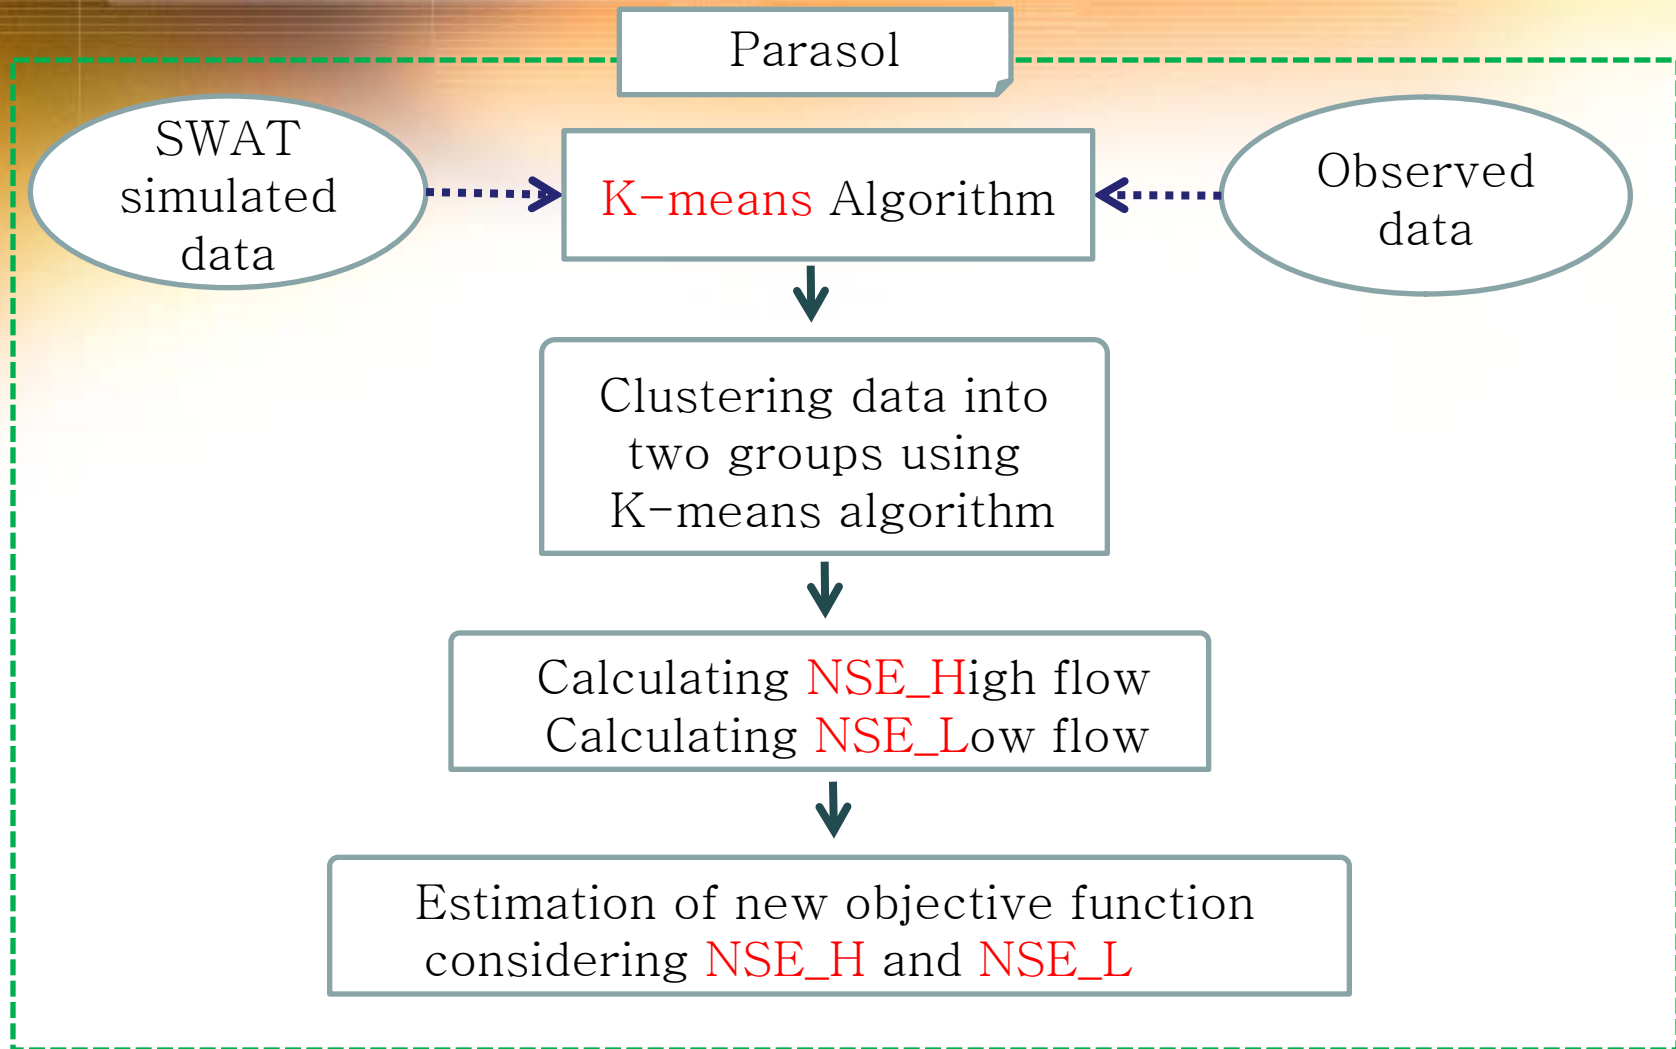 Parasol
SWAT
simulated
data
K-means Algorithm
Observed
data
Clustering data into
two groups using
K-means algorithm
Calculating NSE_High flow
Calculating NSE_Low flow
Estimation of new objective function
considering NSE_H and NSE_L